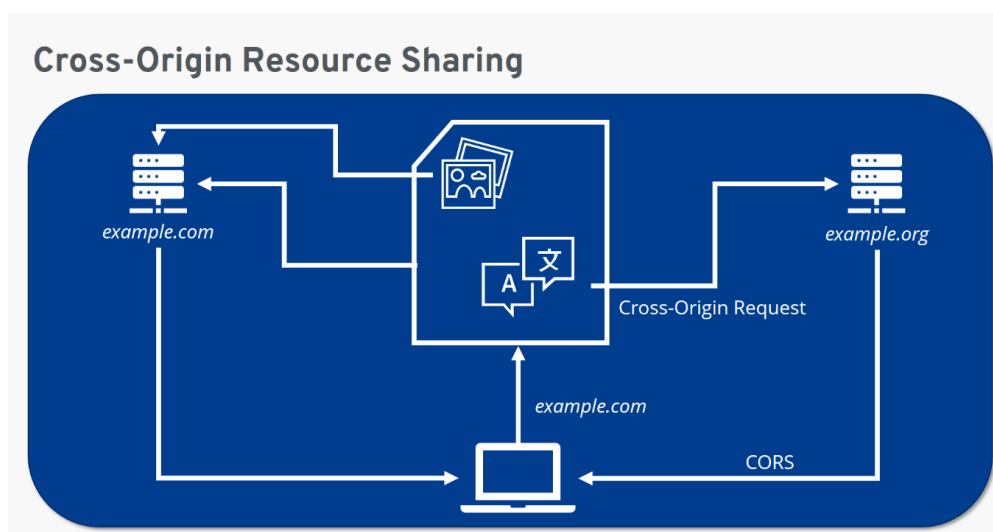 Cross-Origin Resource Sharing
example.com
example.org
A
文
Cross-Origin Request
example.com
CORS